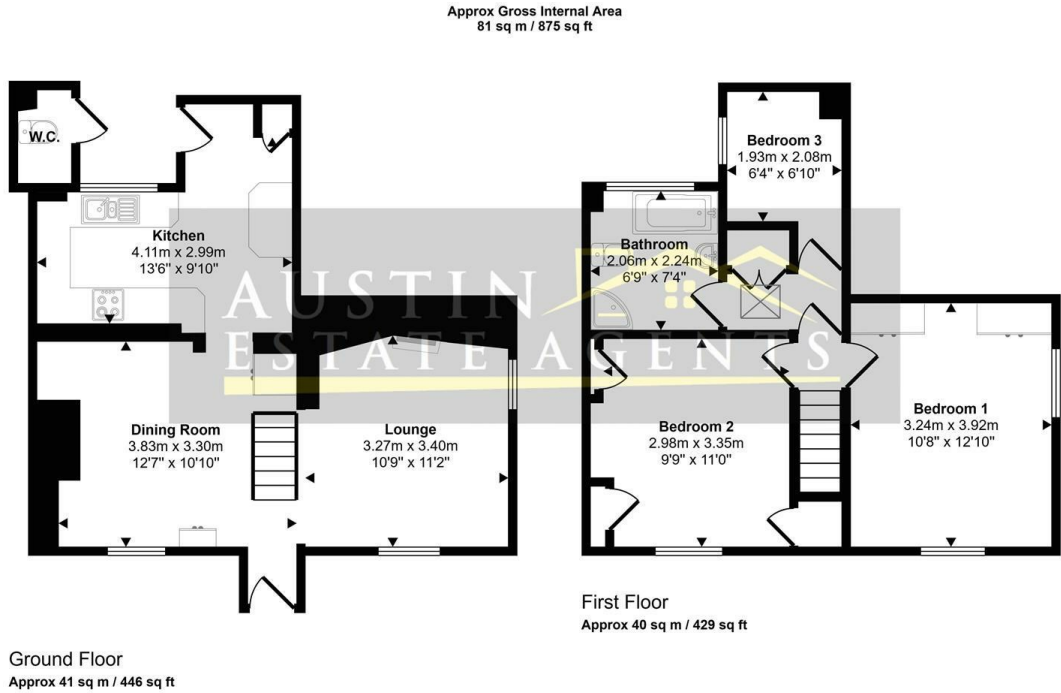 Approx Gross Internal Area
81 sq m / 875 sq ft
W.C.
Kitchen
4.11m x 2.99m
13'6" x 9'10"
Dining Room
3.83m x 3.30m
12'7" x 10'10"
Lounge
3.27m x 3.40m
10'9" x 11'2"
Ground Floor
Approx 41 sq m / 446 sq ft
Bedroom 3
1.93m x 2.08m
6'4" x 6'10"
Bathroom
2.06m x 2.24m
6'9" x 7'4"
Bedroom 2
2.98m x 3.35m
9'9" x 11'0"
Bedroom 1
3.24m x 3.92m
10'8" x 12'10"
First Floor
Approx 40 sq m / 429 sq ft
AUSTIN
ESTATE AGENTS